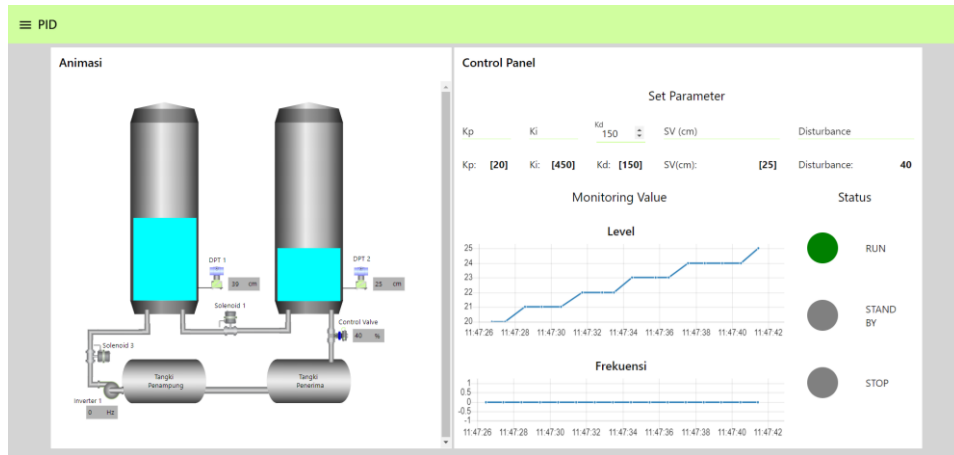 PID
Animasi
DPT 1
cm
DPT 2
cm
Solenoid 1
Control Valve
40 %
Solenoid 3
Tangki
Penampung
Tangki
Penerima
Inverter 1
0 Hz
Control Panel
Set Parameter
Kp Ki Kd 150 SV (cm) Disturbance
Kp: [20] Ki: [450] Kd: [150] SV(cm): [25] Disturbance: 40
Monitoring Value
Level
25
24
23
22
21
20
11:47:26 11:47:28 11:47:30 11:47:32 11:47:34 11:47:36 11:47:38 11:47:40 11:47:42
Frekuensi
1
0.5
0
-0.5
-1
11:47:26 11:47:28 11:47:30 11:47:32 11:47:34 11:47:36 11:47:38 11:47:40 11:47:42
Status
RUN
STAND
BY
STOP